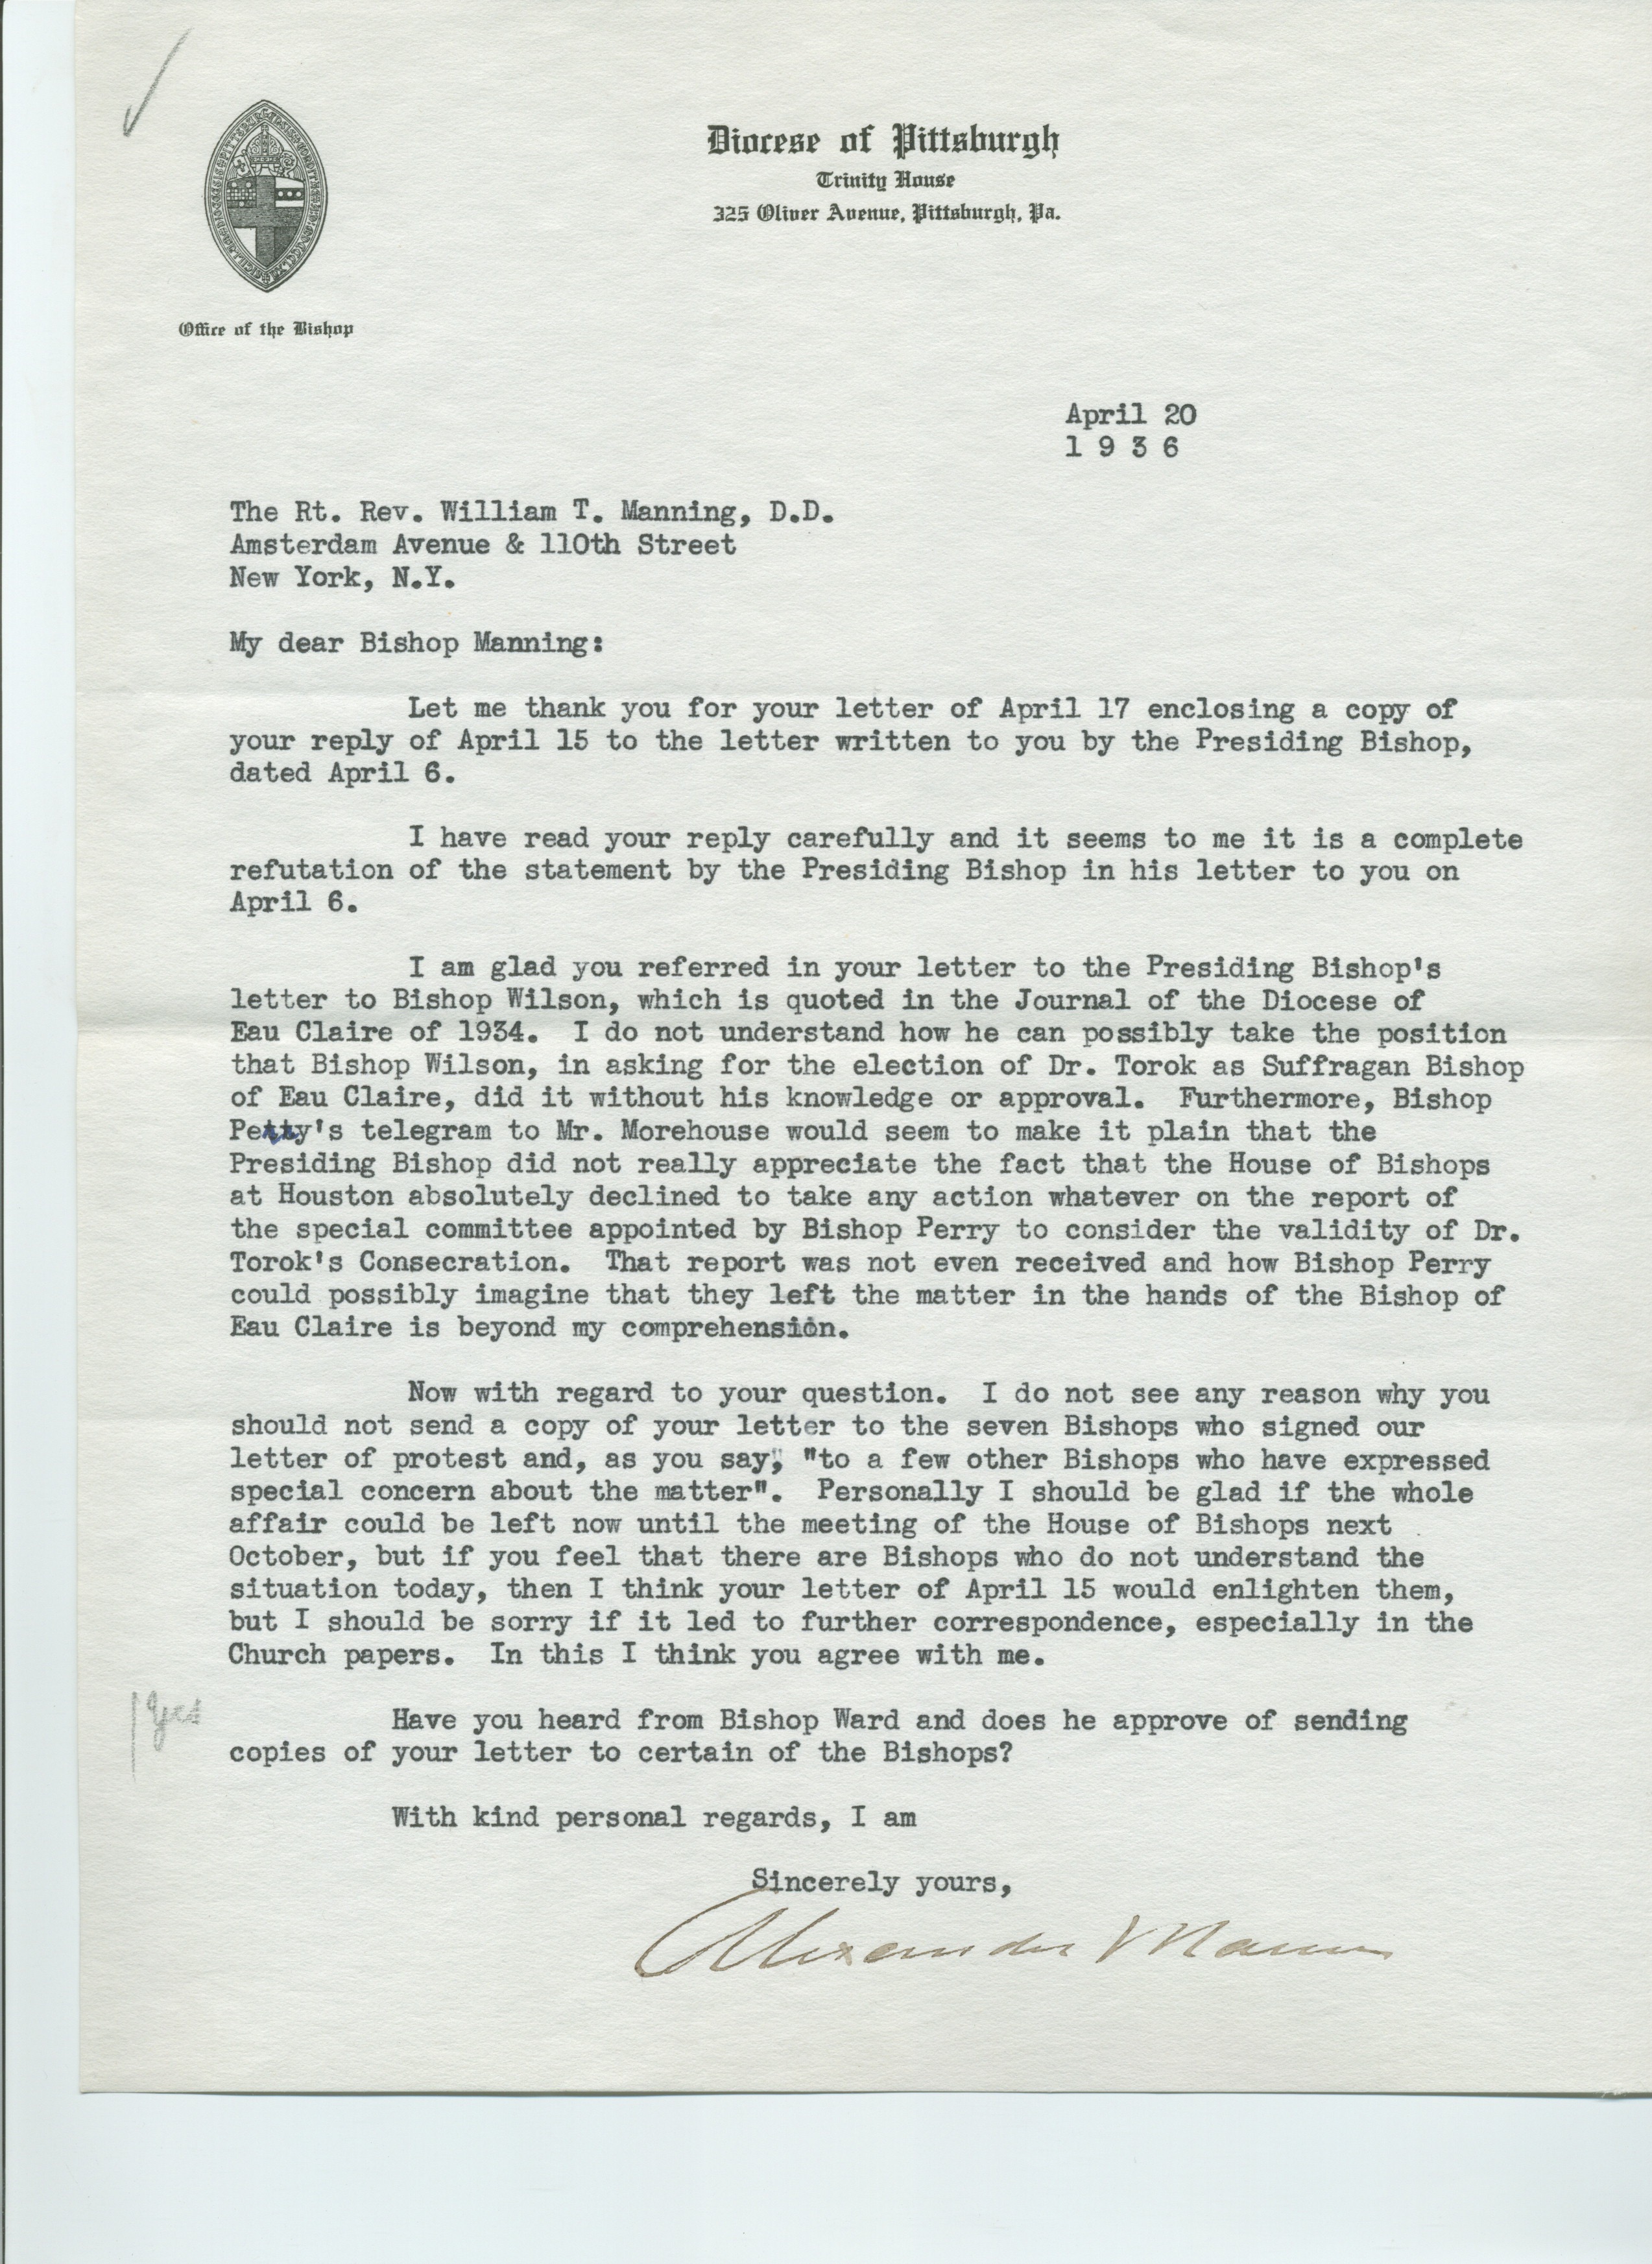 Diocese of Pittsburgh
Trinity House
325 Oliver Avenue, Pittsburgh, Pa.
Office of the Bishop
April 20
1 9 3 6
The Rt. Rev. William T. Manning, D.D.
Amsterdam Avenue & 110th Street
New York, N.Y.
My dear Bishop Manning:
Let me thank you for your letter of April 17 enclosing a copy of
your reply of April 15 to the letter written to you by the Presiding Bishop,
dated April 6.
I have read your reply carefully and it seems to me it is a complete
refutation of the statement by the Presiding Bishop in his letter to you on
April 6.
I am glad you referred in your letter to the Presiding Bishop's
letter to Bishop Wilson, which is quoted in the Journal of the Diocese of
Eau Claire of 1934. I do not understand how he can possibly take the position
that Bishop Wilson, in asking for the election of Dr. Torok as Suffragan Bishop
of Eau Claire, did it without his knowledge or approval. Furthermore, Bishop
Perry's telegram to Mr. Morehouse would seem to make it plain that the
Presiding Bishop did not really appreciate the fact that the House of Bishops
at Houston absolutely declined to take any action whatever on the report of
the special committee appointed by Bishop Perry to consider the validity of Dr.
Torok's Consecration. That report was not even received and how Bishop Perry
could possibly imagine that they left the matter in the hands of the Bishop of
Eau Claire is beyond my comprehension.
Now with regard to your question. I do not see any reason why you
should not send a copy of your letter to the seven Bishops who signed our
letter of protest and, as you say, "to a few other Bishops who have expressed
special concern about the matter". Personally I should be glad if the whole
affair could be left now until the meeting of the House of Bishops next
October, but if you feel that there are Bishops who do not understand the
situation today, then I think your letter of April 15 would enlighten them,
but I should be sorry if it led to further correspondence, especially in the
Church papers. In this I think you agree with me.
Yes
Have you heard from Bishop Ward and does he approve of sending
copies of your letter to certain of the Bishops?
With kind personal regards, I am
Sincerely yours,
Alexander Mann